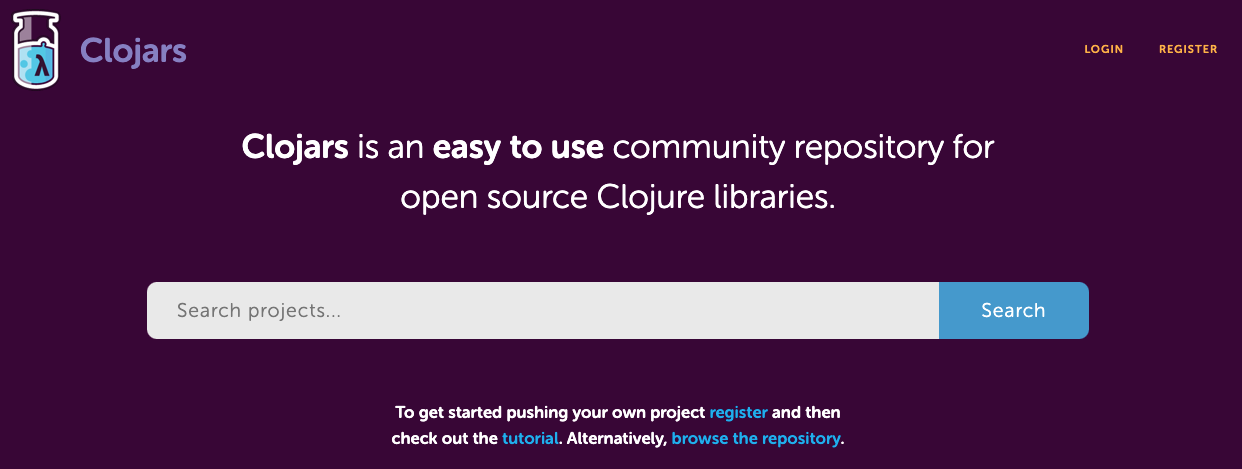 Clojars
LOGIN
REGISTER
Clojars is an easy to use community repository for
open source Clojure libraries.
Search projects...
Search
To get started pushing your own project register and then
check out the tutorial. Alternatively, browse the repository.